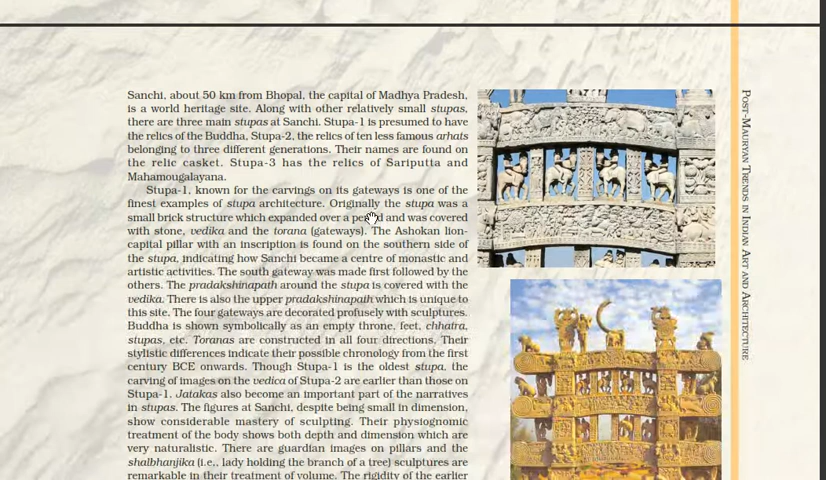 Sanchi, about 50 km from Bhopal, the capital of Madhya Pradesh,
is a world heritage site. Along with other relatively small stupas,
there are three main stupas at Sanchi. Stupa-1 is presumed to have
the relics of the Buddha, Stupa-2, the relics of ten less famous arhats
belonging to three different generations. Their names are found on
the relic casket. Stupa-3 has the relics of Sariputta and
Mahamougalayana.
Stupa-1, known for the carvings on its gateways is one of the
finest examples of stupa architecture. Originally the stupa was a
small brick structure which expanded over a period and was covered
with stone, vedika and the torana (gateways). The Ashokan lion-
capital pillar with an inscription is found on the southern side of
the stupa, indicating how Sanchi became a centre of monastic and
artistic activities. The south gateway was made first followed by the
others. The pradakshinapath around the stupa is covered with the
vedika. There is also the upper pradakshinapath which is unique to
this site. The four gateways are decorated profusely with sculptures.
Buddha is shown symbolically as an empty throne, feet, chhatra,
stupas, etc. Toranas are constructed in all four directions. Their
stylistic differences indicate their possible chronology from the first
century BCE onwards. Though Stupa-1 is the oldest stupa, the
carving of images on the vedica of Stupa-2 are earlier than those on
Stupa-1. Jatakas also become an important part of the narratives
in stupas. The figures at Sanchi, despite being small in dimension,
show considerable mastery of sculpting. Their physiognomic
treatment of the body shows both depth and dimension which are
very naturalistic. There are guardian images on pillars and the
shalbhanjika (i.e., lady holding the branch of a tree) sculptures are
remarkable in their treatment of volume. The rigidity of the earlier
Post-Mauryan Trends in Indian Art and Architecture